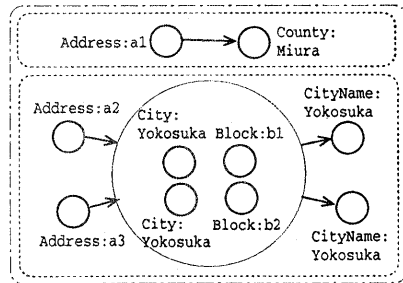 Address:a1
County:
Miura
Address:a2
City:
Yokosuka
Block:b1
CityName:
Yokosuka
Address:a3
City:
Yokosuka
Block:b2
CityName:
Yokosuka